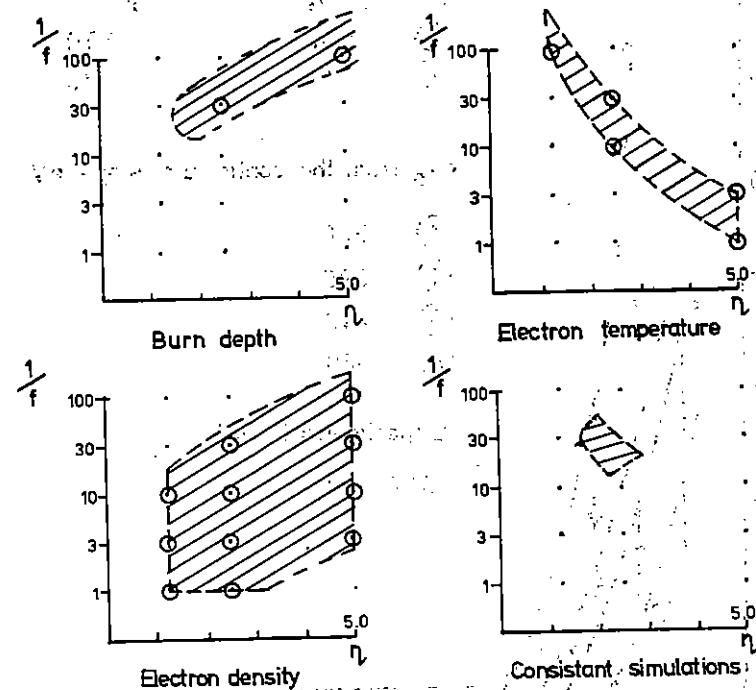 1/f
100
30
10
3
1
5.0
η
Burn depth
1/f
100
30
10
3
1
5.0
η
Electron temperature
1/f
100
30
10
3
1
5.0
η
Electron density
1/f
100
30
10
3
1
5.0
η
Consistant simulations